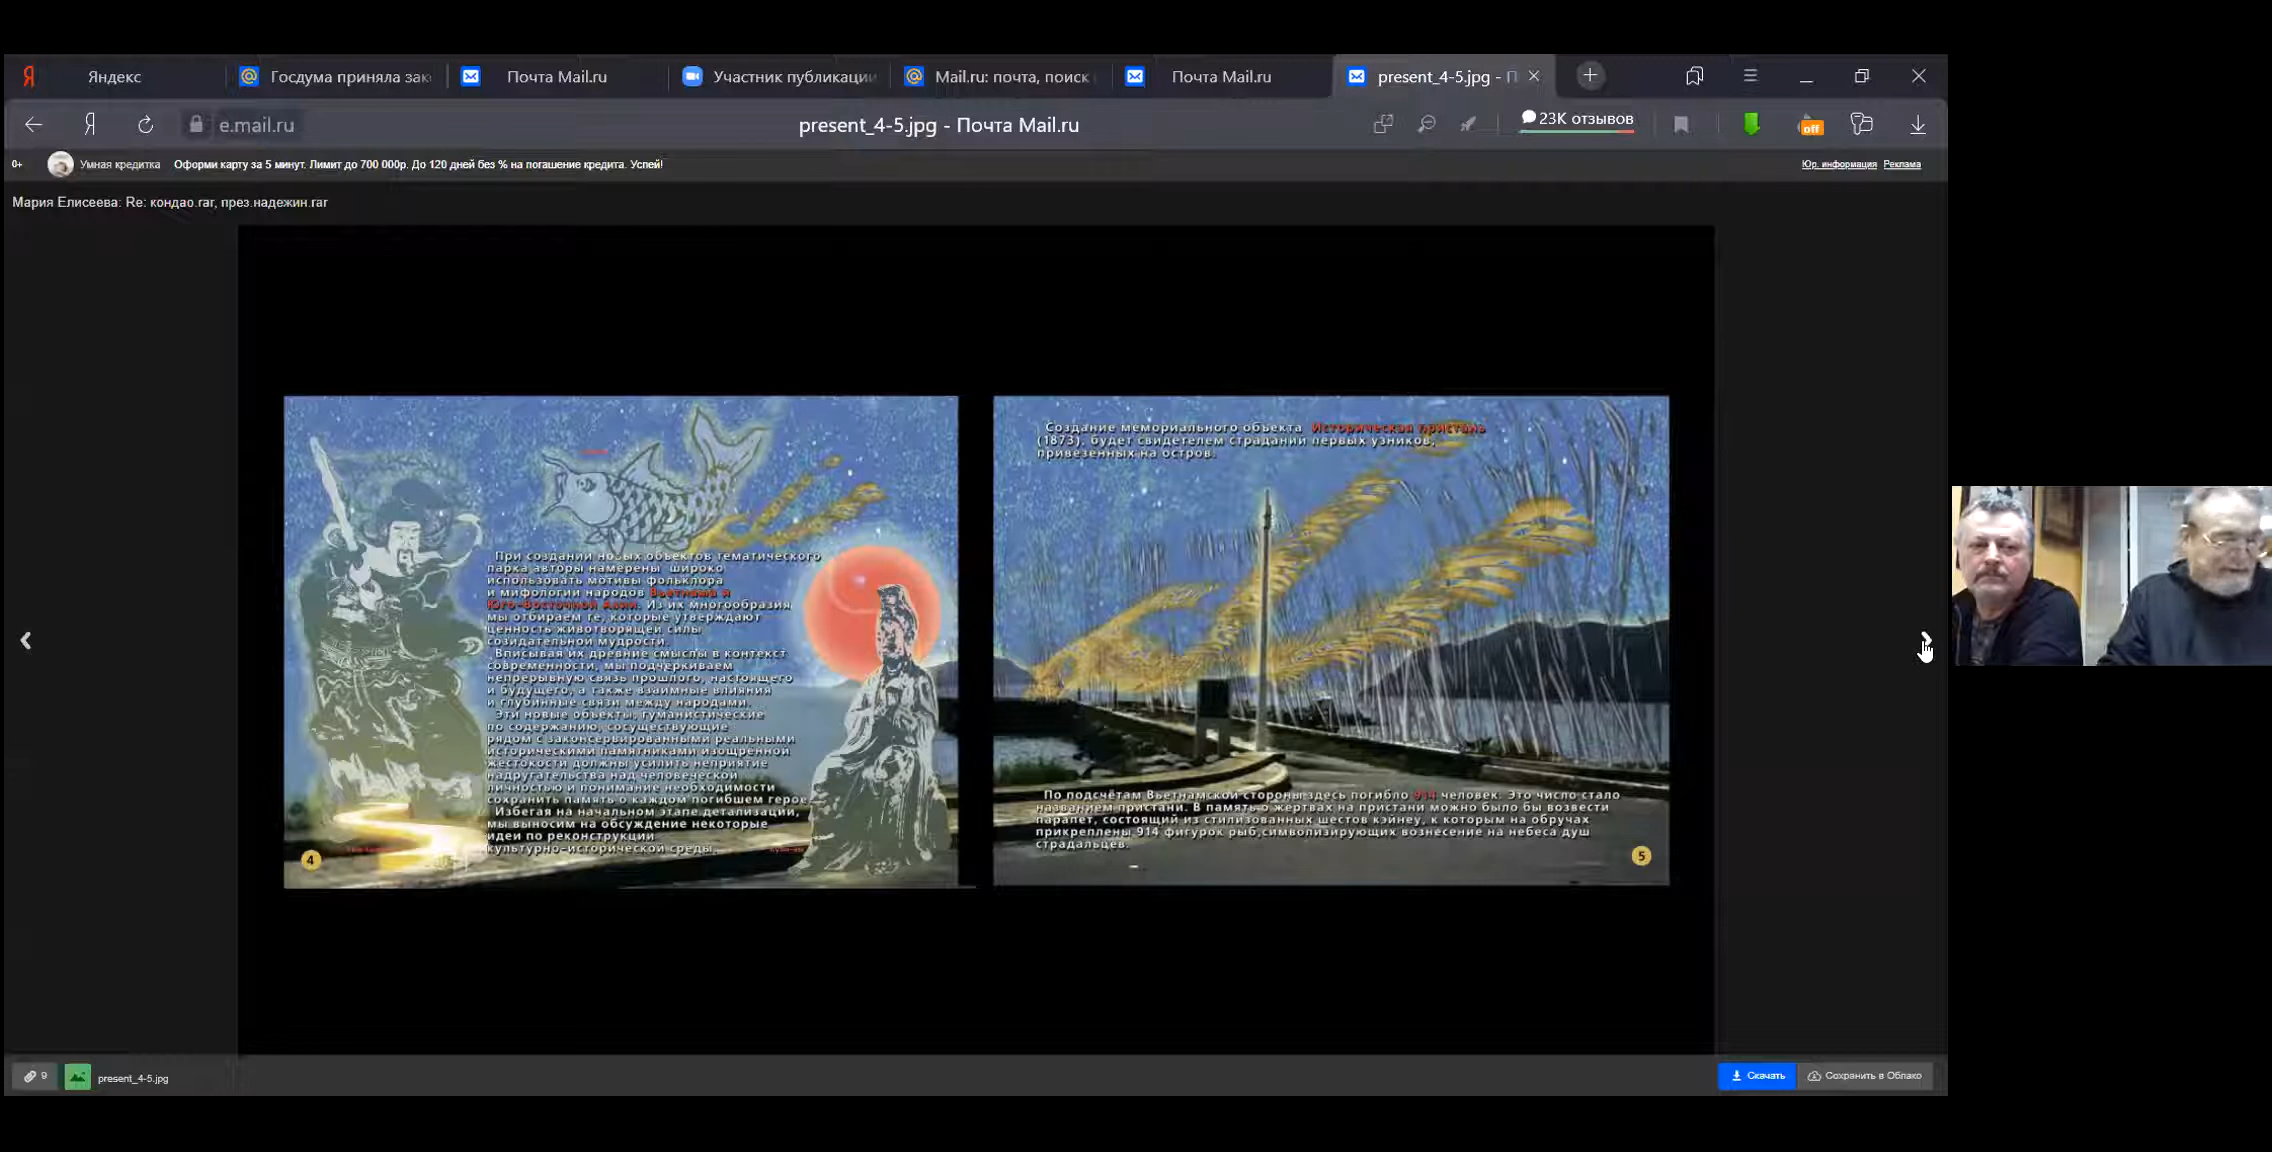 Яндекс
Госдума приняла зак
Почта Mail.ru
Участник публикации
Mail.ru: почта, поиск
Почта Mail.ru
present_4-5.jpg - П
e.mail.ru
present_4-5.jpg - Почта Mail.ru
23K отзывов
off
0+
Умная кредитка
Оформи карту за 5 минут. Лимит до 700 000р. До 120 дней без % на погашение кредита. Успей!
Юр. информация
Реклама
Мария Елисеева: Re: кондао.rar, през.надежин.rar
При создании новых объектов тематического
парка авторы намерены широко
использовать мотивы фольклора
и мифологии народов Вьетнама и
Юго-Восточной Азии. Из их многообразия,
мы отбираем те, которые утверждают
ценность животворящей силы
созидательной мудрости.
Вписывая их древние смыслы в контекст
современности, мы подчеркиваем
непрерывную связь прошлого, настоящего
и будущего, а также взаимные влияния
и глубинные связи между народами.
Эти новые объекты, гуманистические
по содержанию, сосуществующие
рядом с законсервированными реальными
историческими памятниками изощренной
жестокости должны усилить неприятие
надругательства над человеческой
личностью и понимание необходимости
сохранить память о каждом погибшем герое.
Избегая на начальном этапе детализации,
мы выносим на обсуждение некоторые
идеи по реконструкции
культурно-исторической среды.
4
Создание мемориального объекта Историческая пристань
(1873), будет свидетелем страданий первых узников,
привезенных на остров.
По подсчётам Вьетнамской стороны здесь погибло 914 человек. Это число стало
названием пристани. В память о жертвах на пристани можно было бы возвести
парапет, состоящий из стилизованных шестов кэйнеу, к которым на обручах
прикреплены 914 фигурок рыб,символизирующих вознесение на небеса душ
страдальцев.
5
9
present_4-5.jpg
Скачать
Сохранить в Облако